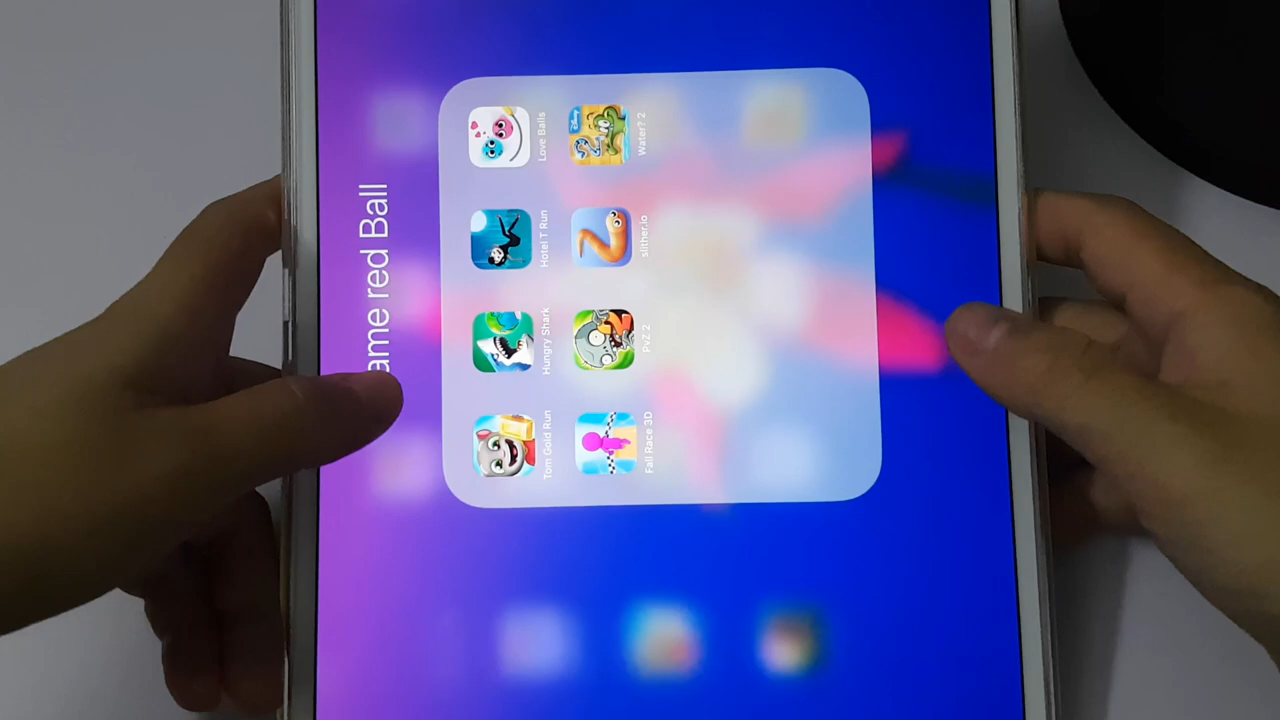 ame red Ball
Tom Gold Run
Hungry Shark
Hotel T Run
Love Balls
Fall Race 3D
PvZ 2
slither.io
Water? 2
Disney